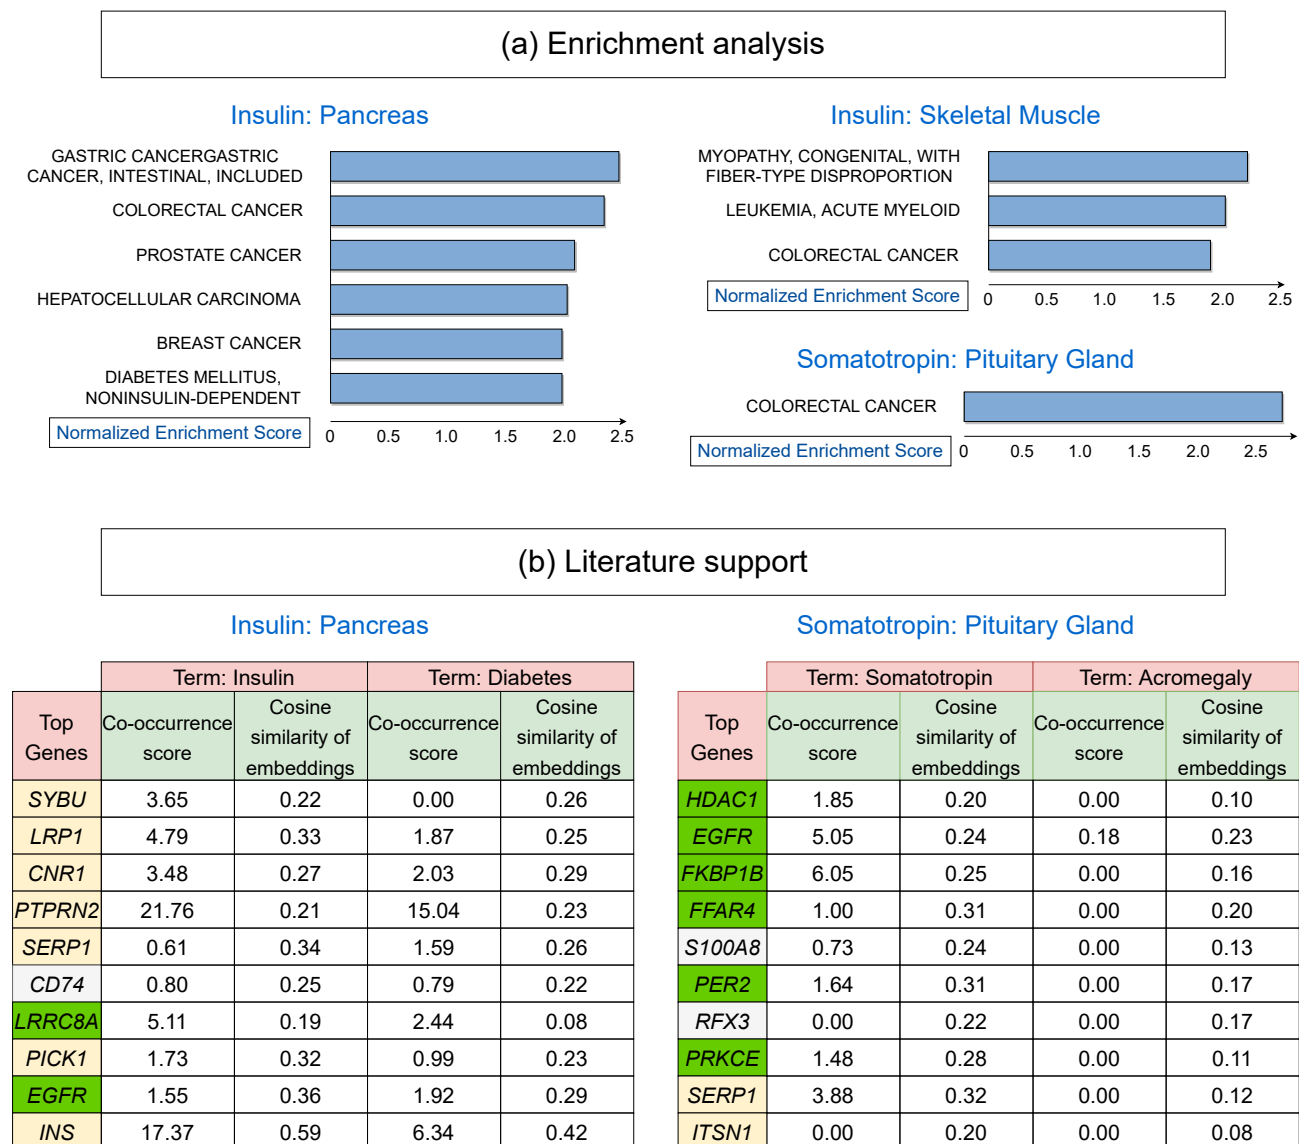 (a) Enrichment analysis
Insulin: Pancreas
GASTRIC CANCERGASTRIC
CANCER, INTESTINAL, INCLUDED
COLORECTAL CANCER
PROSTATE CANCER
HEPATOCELLULAR CARCINOMA
BREAST CANCER
DIABETES MELLITUS,
NONINSULIN-DEPENDENT
Normalized Enrichment Score 0 0.5 1.0 1.5 2.0 2.5
Insulin: Skeletal Muscle
MYOPATHY, CONGENITAL, WITH
FIBER-TYPE DISPROPORTION
LEUKEMIA, ACUTE MYELOID
COLORECTAL CANCER
Normalized Enrichment Score 0 0.5 1.0 1.5 2.0 2.5
Somatotropin: Pituitary Gland
COLORECTAL CANCER
Normalized Enrichment Score 0 0.5 1.0 1.5 2.0 2.5
(b) Literature support
Insulin: Pancreas
Term: Insulin Term: Diabetes
Top Genes Co-occurrence score Cosine similarity of embeddings Co-occurrence score Cosine similarity of embeddings
SYBU 3.65 0.22 0.00 0.26
LRP1 4.79 0.33 1.87 0.25
CNR1 3.48 0.27 2.03 0.29
PTPRN2 21.76 0.21 15.04 0.23
SERP1 0.61 0.34 1.59 0.26
CD74 0.80 0.25 0.79 0.22
LRRC8A 5.11 0.19 2.44 0.08
PICK1 1.73 0.32 0.99 0.23
EGFR 1.55 0.36 1.92 0.29
INS 17.37 0.59 6.34 0.42
Somatotropin: Pituitary Gland
Term: Somatotropin Term: Acromegaly
Top Genes Co-occurrence score Cosine similarity of embeddings Co-occurrence score Cosine similarity of embeddings
HDAC1 1.85 0.20 0.00 0.10
EGFR 5.05 0.24 0.18 0.23
FKBP1B 6.05 0.25 0.00 0.16
FFAR4 1.00 0.31 0.00 0.20
S100A8 0.73 0.24 0.00 0.13
PER2 1.64 0.31 0.00 0.17
RFX3 0.00 0.22 0.00 0.17
PRKCE 1.48 0.28 0.00 0.11
SERP1 3.88 0.32 0.00 0.12
ITSN1 0.00 0.20 0.00 0.08